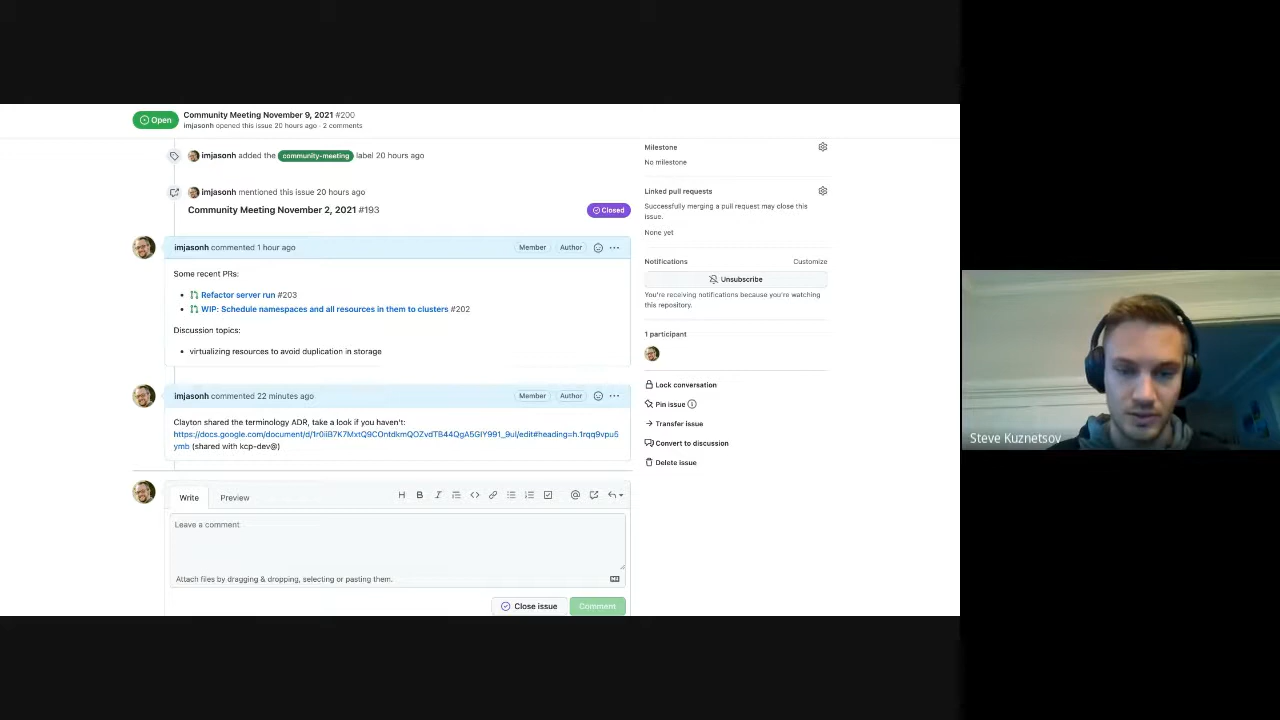 Open
Community Meeting November 9, 2021 #200
imjasonh opened this issue 20 hours ago · 2 comments
imjasonh added the community-meeting label 20 hours ago
imjasonh mentioned this issue 20 hours ago
Community Meeting November 2, 2021 #193
Closed
imjasonh commented 1 hour ago
Member
Author
Some recent PRs:
Refactor server run #203
WIP: Schedule namespaces and all resources in them to clusters #202
Discussion topics:
virtualizing resources to avoid duplication in storage
imjasonh commented 22 minutes ago
Member
Author
Clayton shared the terminology ADR, take a look if you haven't:
(shared with kcp-dev@)
Write
Preview
Leave a comment
Attach files by dragging & dropping, selecting or pasting them.
Close issue
Comment
Milestone
No milestone
Linked pull requests
Successfully merging a pull request may close this
issue.
None yet
Notifications
Customize
Unsubscribe
You're receiving notifications because you're watching
this repository.
1 participant
Lock conversation
Pin issue
Transfer issue
Convert to discussion
Delete issue
Steve Kuznetsov